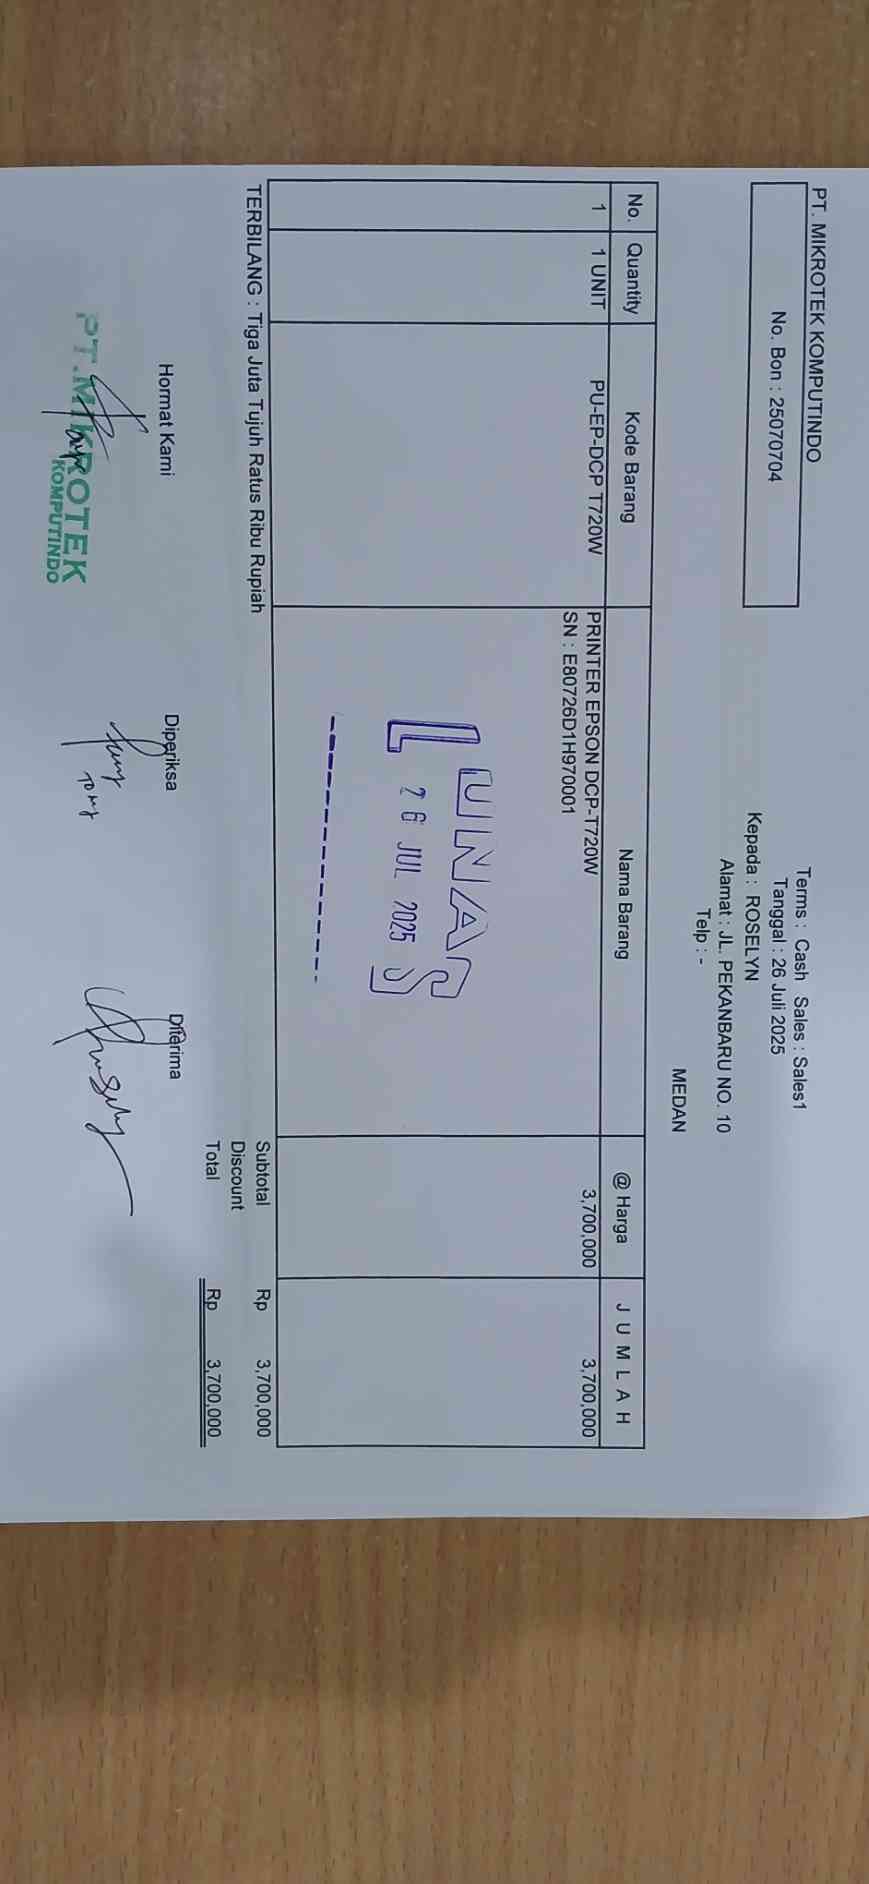 PT. MIKROTEK KOMPUTINDO
No. Bon : 25070704
Terms : Cash Sales : Sales1
Tanggal : 26 Juli 2025
Kepada : ROSELYN
Alamat : JL. PEKANBARU NO. 10
Telp : -
MEDAN
No. Quantity Kode Barang Nama Barang @ Harga J U M L A H
1 1 UNIT PU-EP-DCP T720W PRINTER EPSON DCP-T720W 3,700,000 3,700,000
SN : E80726D1H970001
LUNAS
26 JUL 2025
TERBILANG : Tiga Juta Tujuh Ratus Ribu Rupiah
Subtotal Rp 3,700,000
Discount
Total Rp 3,700,000
Hormat Kami Diperiksa Diterima
PT.MIKROTEK
KOMPUTINDO
Tony